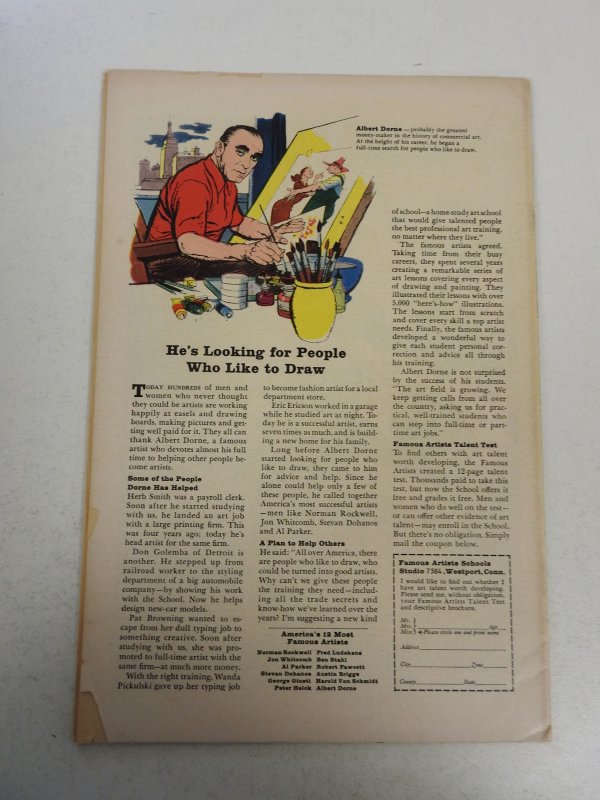 Albert Dorne—probably the greatest
money-maker in the history of commercial art.
At the height of his career, he began a
full-time search for people who like to draw.
He's Looking for People
Who Like to Draw
TODAY HUNDREDS of men and
women who never thought
they could be artists are working
happily at easels and drawing
boards, making pictures and get-
ting well paid for it. They all can
thank Albert Dorne, a famous
artist who devotes almost his full
time to helping other people be-
come artists.
Some of the People
Dorne Has Helped
Herb Smith was a payroll clerk.
Soon after he started studying
with us, he landed an art job
with a large printing firm. This
was four years ago; today he's
head artist for the same firm.
Don Golemba of Detroit is
another. He stepped up from
railroad worker to the styling
department of a big automobile
company—by showing his work
with the School. Now he helps
design new-car models.
Pat Browning wanted to es-
cape from her dull typing job to
something creative. Soon after
studying with us, she was pro-
moted to full-time artist with the
same firm—at much more money.
With the right training, Wanda
Pickulski gave up her typing job
to become fashion artist for a local
department store.
Eric Ericson worked in a garage
while he studied art at night. To-
day he is a successful artist, earns
seven times as much, and is build-
ing a new home for his family.
Long before Albert Dorne
started looking for people who
like to draw, they came to him
for advice and help. Since he
alone could help only a few of
these people, he called together
America's most successful artists
—men like Norman Rockwell,
Jon Whitcomb, Stevan Dohanos
and Al Parker.
A Plan to Help Others
He said: “All over America, there
are people who like to draw, who
could be turned into good artists.
Why can't we give these people
the training they need—includ-
ing all the trade secrets and
know-how we've learned over the
years? I'm suggesting a new kind
America's 12 Most
Famous Artists
Norman Rockwell Fred Ludekens
Jon Whitcomb Ben Stahl
Al Parker Robert Fawcett
Stevan Dohanos Austin Briggs
George Giusti Harold Von Schmidt
Peter Helck Albert Dorne
of school—a home-study art school
that would give talented people
the best professional art training,
no matter where they live.”
The famous artists agreed.
Taking time from their busy
careers, they spent several years
creating a remarkable series of
art lessons covering every aspect
of drawing and painting. They
illustrated their lessons with over
5,000 “here's-how” illustrations.
The lessons start from scratch
and cover every skill a top artist
needs. Finally, the famous artists
developed a wonderful way to
give each student personal cor-
rection and advice all through
his training.
Albert Dorne is not surprised
by the success of his students.
“The art field is growing. We
keep getting calls from all over
the country, asking us for prac-
tical, well-trained students who
can step into full-time or part-
time art jobs.”
Famous Artists Talent Test
To find others with art talent
worth developing, the Famous
Artists created a 12-page talent
test. Thousands paid to take this
test, but now the School offers it
free and grades it free. Men and
women who do well on the test—
or can offer other evidence of art
talent—may enroll in the School.
But there's no obligation. Simply
mail the coupon below.
Famous Artists Schools
Studio 7384, Westport, Conn.
I would like to find out whether I
have art talent worth developing.
Please send me, without obligation,
your Famous Artists Talent Test
and descriptive brochure.
Mr.
Mrs. Age
Miss Please circle one and print name
Address
City Zone
County State